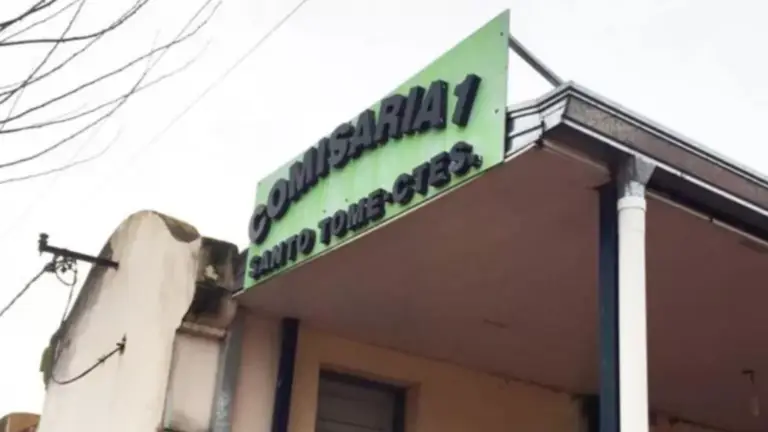 COMISARIA 1
SANTO TOME-CTES.